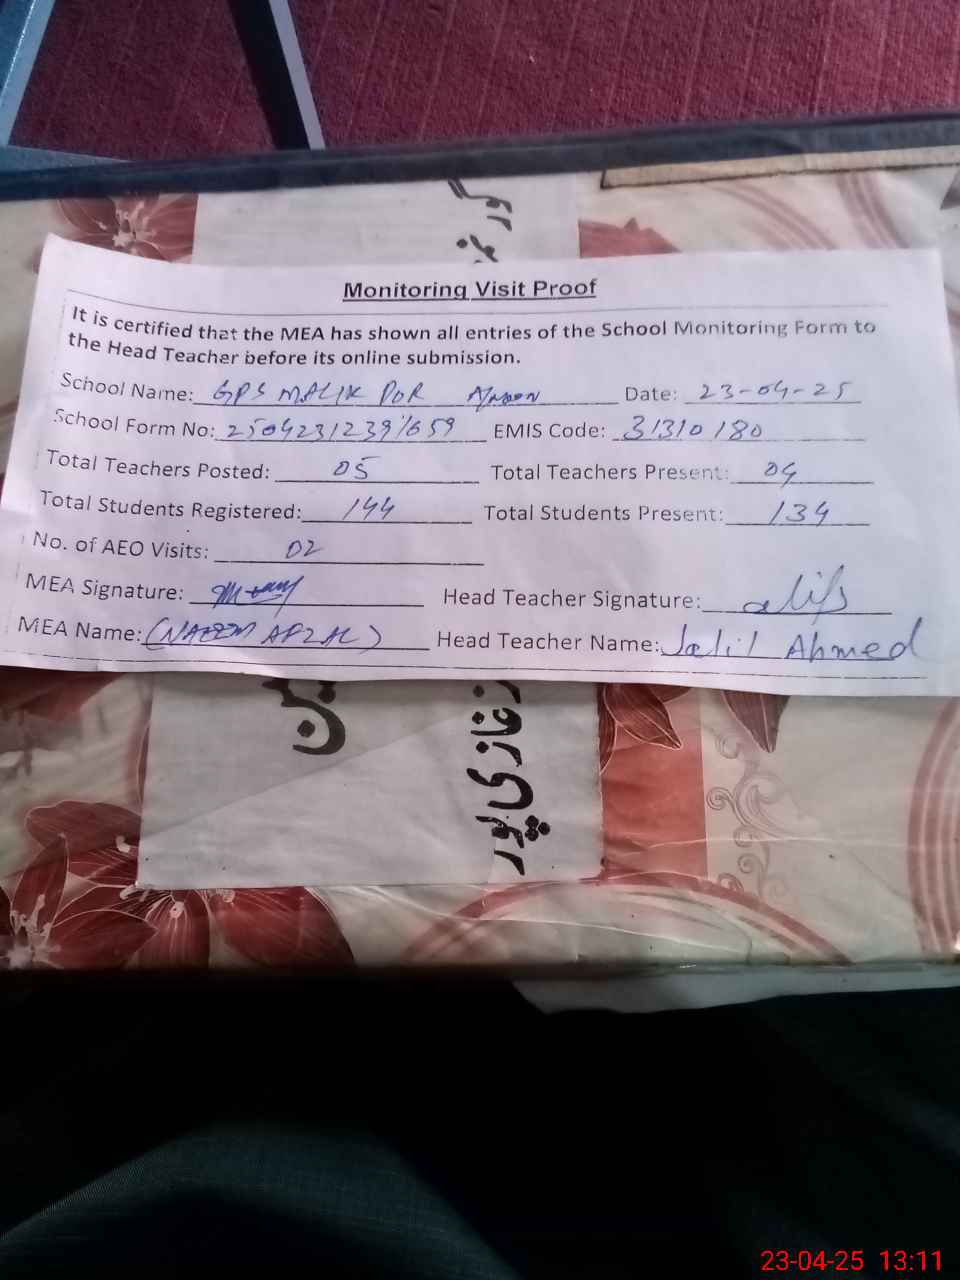 Monitoring Visit Proof
It is certified that the MEA has shown all entries of the School Monitoring Form to
the Head Teacher before its online submission.
School Name: GPS MALIK POR Date: 23-04-25
School Form No: EMIS Code: 31310180
Total Teachers Posted: 05 Total Teachers Present: 04
Total Students Registered: 144 Total Students Present: 134
No. of AEO Visits: 02
MEA Signature: Head Teacher Signature:
MEA Name: (NAEEM AFZAL) Head Teacher Name: Jalil Ahmed
غازی پور
23-04-25 13:11